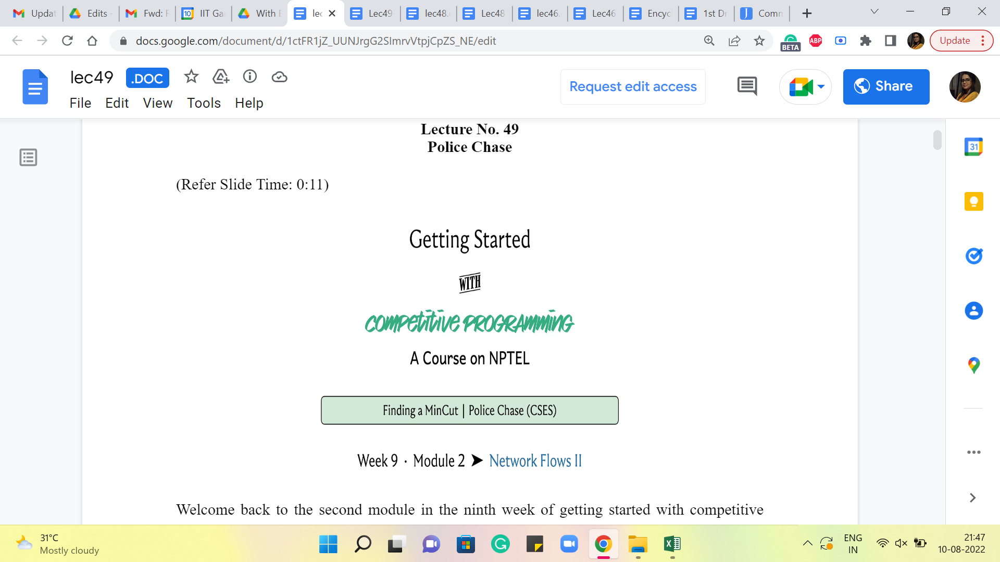 Updat
Edits -
Fwd: F
10
IIT Ga
With E
lec
Lec49
lec48.
Lec48
lec46.
Lec46
Encyc
1st Dr
J
Comm
docs.google.com/document/d/1ctFR1jZ_UUNJrgG2SImrvVtpjCpZS_NE/edit
BETA
ABP
Update
lec49
.DOC
File
Edit
View
Tools
Help
Request edit access
Share
31
Lecture No. 49
Police Chase
(Refer Slide Time: 0:11)
Getting Started
WITH
COMPETITIVE PROGRAMMING
A Course on NPTEL
Finding a MinCut | Police Chase (CSES)
Week 9 · Module 2 ➤ Network Flows II
Welcome back to the second module in the ninth week of getting started with competitive
31°C
Mostly cloudy
ENG
IN
21:47
10-08-2022